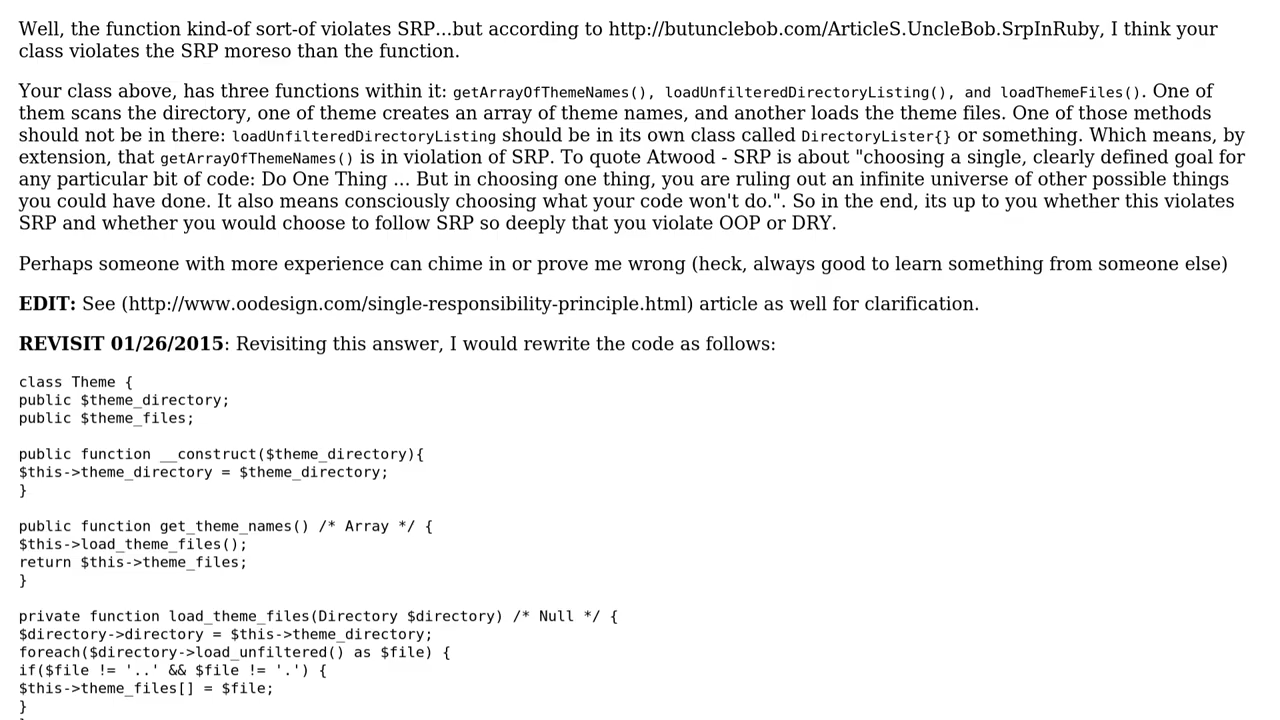 Well, the function kind-of sort-of violates SRP...but according to http://butunclebob.com/ArticleS.UncleBob.SrpInRuby, I think your
class violates the SRP moreso than the function.
Your class above, has three functions within it: getArrayOfThemeNames(), loadUnfilteredDirectoryListing(), and loadThemeFiles(). One of
them scans the directory, one of theme creates an array of theme names, and another loads the theme files. One of those methods
should not be in there: loadUnfilteredDirectoryListing should be in its own class called DirectoryLister{} or something. Which means, by
extension, that getArrayOfThemeNames() is in violation of SRP. To quote Atwood - SRP is about "choosing a single, clearly defined goal for
any particular bit of code: Do One Thing ... But in choosing one thing, you are ruling out an infinite universe of other possible things
you could have done. It also means consciously choosing what your code won't do.". So in the end, its up to you whether this violates
SRP and whether you would choose to follow SRP so deeply that you violate OOP or DRY.
Perhaps someone with more experience can chime in or prove me wrong (heck, always good to learn something from someone else)
EDIT: See (http://www.oodesign.com/single-responsibility-principle.html) article as well for clarification.
REVISIT 01/26/2015: Revisiting this answer, I would rewrite the code as follows:
class Theme {
public $theme_directory;
public $theme_files;
public function __construct($theme_directory){
$this->theme_directory = $theme_directory;
}
public function get_theme_names() /* Array */ {
$this->load_theme_files();
return $this->theme_files;
}
private function load_theme_files(Directory $directory) /* Null */ {
$directory->directory = $this->theme_directory;
foreach($directory->load_unfiltered() as $file) {
if($file != '..' && $file != '.') {
$this->theme_files[] = $file;
}